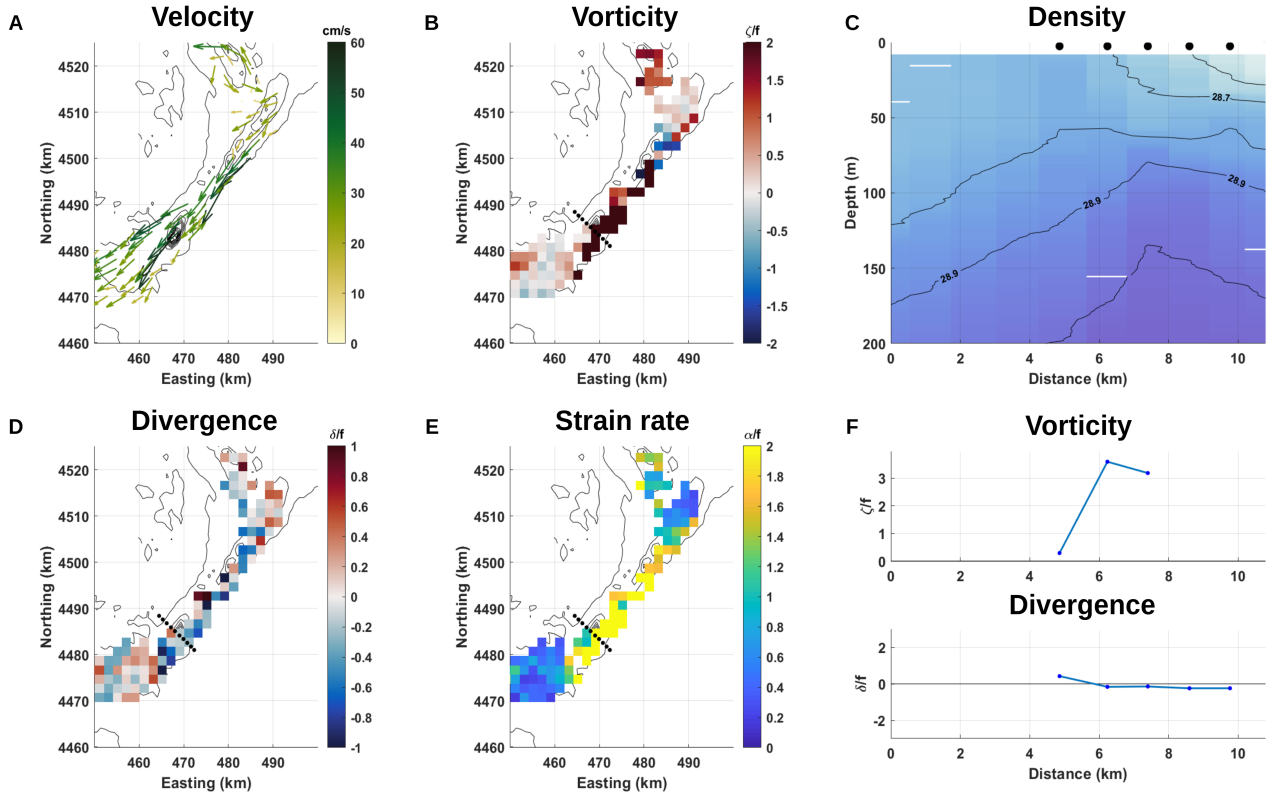 A
Velocity
cm/s
60
50
40
30
20
10
0
4520
4510
4500
4490
4480
4470
4460
Northing (km)
460 470 480 490
Easting (km)
B
Vorticity
ζ/f
2
1.5
1
0.5
0
-0.5
-1
-1.5
-2
4520
4510
4500
4490
4480
4470
4460
Northing (km)
460 470 480 490
Easting (km)
C
Density
0
50
100
150
200
Depth (m)
28.7
28.9
28.9
28.9
0 2 4 6 8 10
Distance (km)
D
Divergence
δ/f
1
0.8
0.6
0.4
0.2
0
-0.2
-0.4
-0.6
-0.8
-1
4520
4510
4500
4490
4480
4470
4460
Northing (km)
460 470 480 490
Easting (km)
E
Strain rate
α/f
2
1.8
1.6
1.4
1.2
1
0.8
0.6
0.4
0.2
0
4520
4510
4500
4490
4480
4470
4460
Northing (km)
460 470 480 490
Easting (km)
F
Vorticity
3
2
1
0
ζ/f
0 2 4 6 8 10
Divergence
2
0
-2
δ/f
0 2 4 6 8 10
Distance (km)